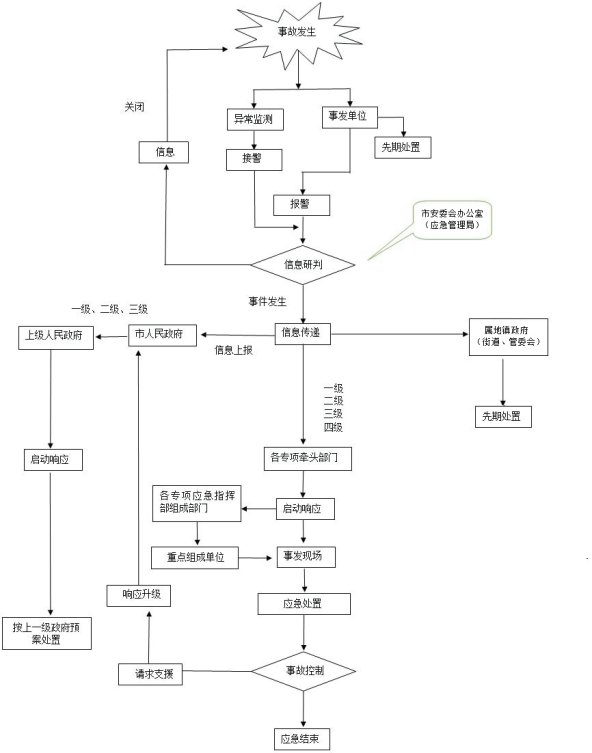 事故发生
关闭
异常监测
事发单位
信息
接警
先期处置
报警
市安委会办公室
（应急管理局）
信息研判
事件发生
一级、二级、三级
上级人民政府
市人民政府
信息传递
属地镇政府
（街道、管委会）
信息上报
一级
二级
三级
四级
先期处置
启动响应
各专项牵头部门
各专项应急指挥
部组成部门
启动响应
重点组成单位
事发现场
响应升级
应急处置
按上一级政府预
案处置
请求支援
事故控制
应急结束